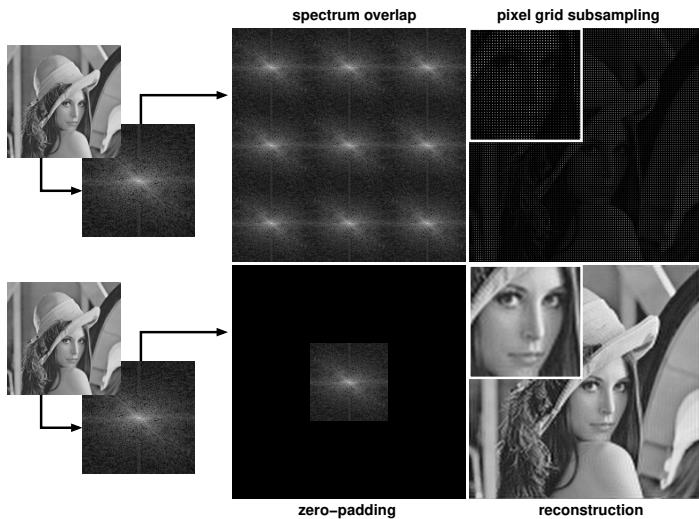 spectrum overlap
pixel grid subsampling
zero−padding
reconstruction